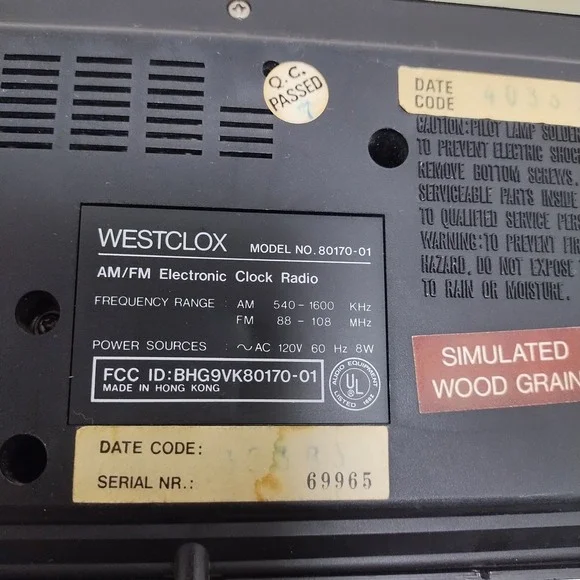 Q.C.
PASSED
7
DATE
CODE
CAUTION: PILOT LAMP SOLDER
TO PREVENT ELECTRIC SHOC
REMOVE BOTTOM SCREWS.
SERVICEABLE PARTS INSIDE
TO QUALIFIED SERVICE PER
WARNING: TO PREVENT FIR
HAZARD, DO NOT EXPOSE
TO RAIN OR MOISTURE.
WESTCLOX MODEL NO. 80170-01
AM/FM Electronic Clock Radio
FREQUENCY RANGE : AM 540 - 1600 KHz
FM 88 - 108 MHz
POWER SOURCES : ~ AC 120V 60 Hz 8W
FCC ID: BHG9VK80170-01
MADE IN HONG KONG
AUDIO EQUIPMENT
UL
LISTED
SIMULATED
WOOD GRAIN
DATE CODE:
SERIAL NR.: 69965